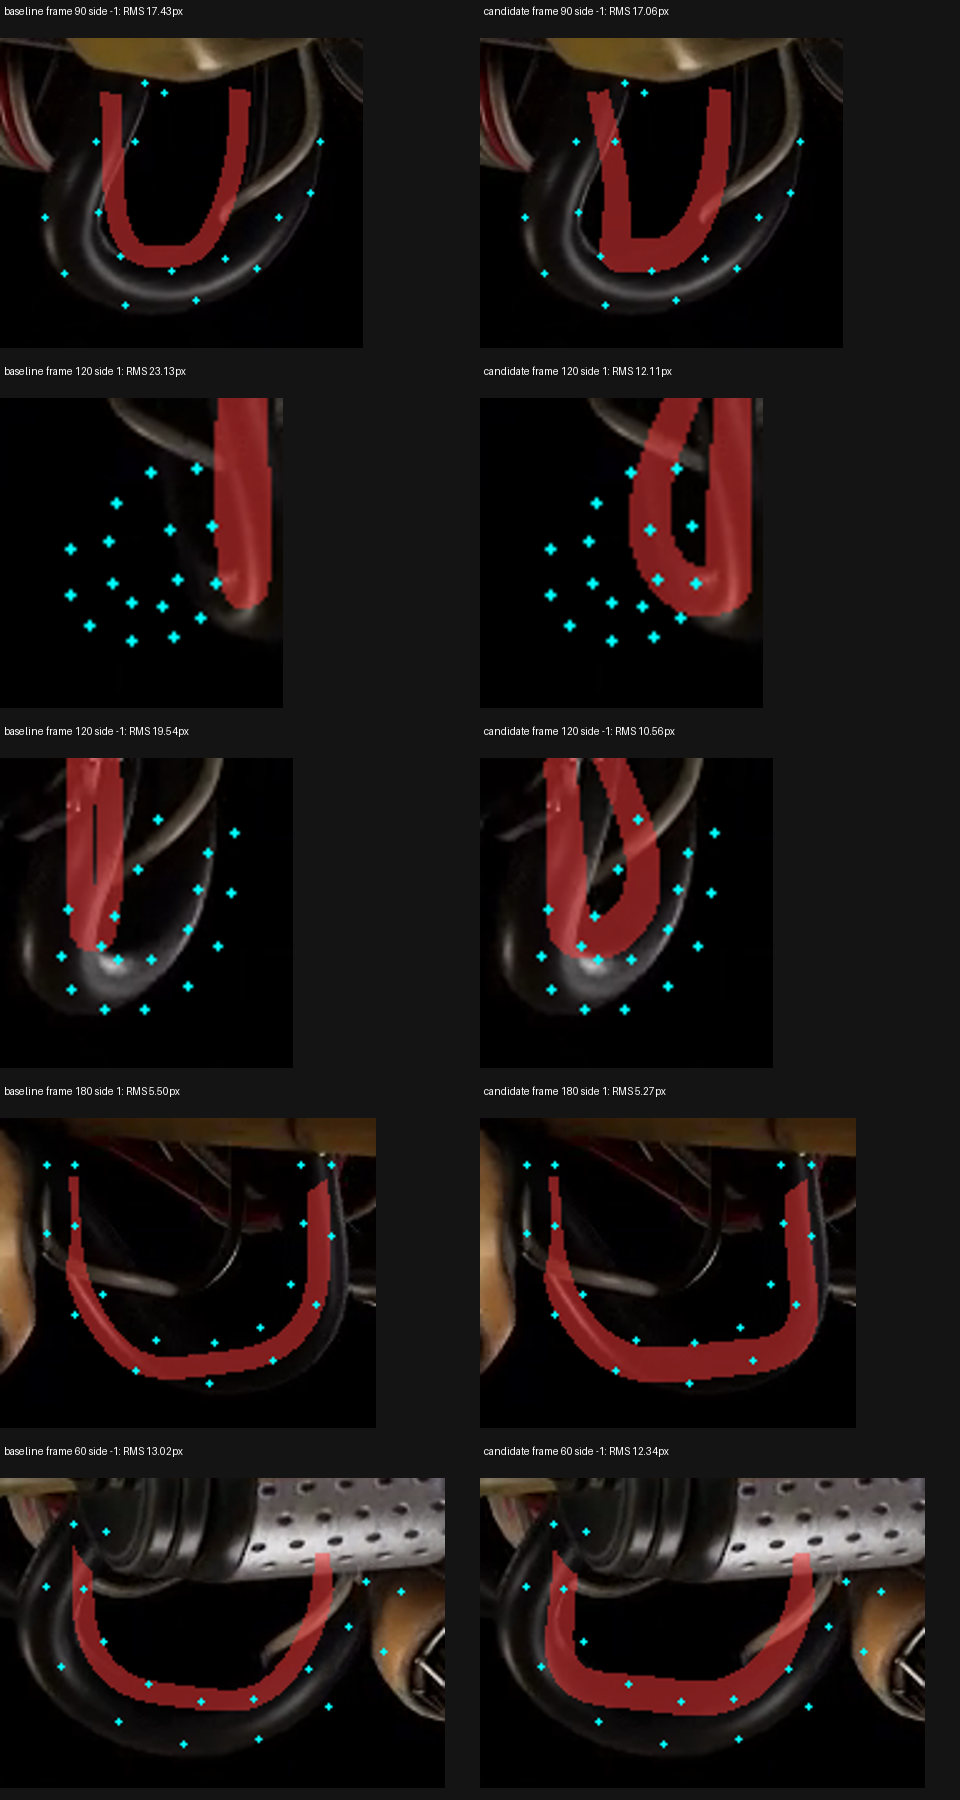 baseline frame 90 side -1: RMS 17.43px
candidate frame 90 side -1: RMS 17.06px
baseline frame 120 side 1: RMS 23.13px
candidate frame 120 side 1: RMS 12.11px
baseline frame 120 side -1: RMS 19.54px
candidate frame 120 side -1: RMS 10.56px
baseline frame 180 side 1: RMS 5.50px
candidate frame 180 side 1: RMS 5.27px
baseline frame 60 side -1: RMS 13.02px
candidate frame 60 side -1: RMS 12.34px